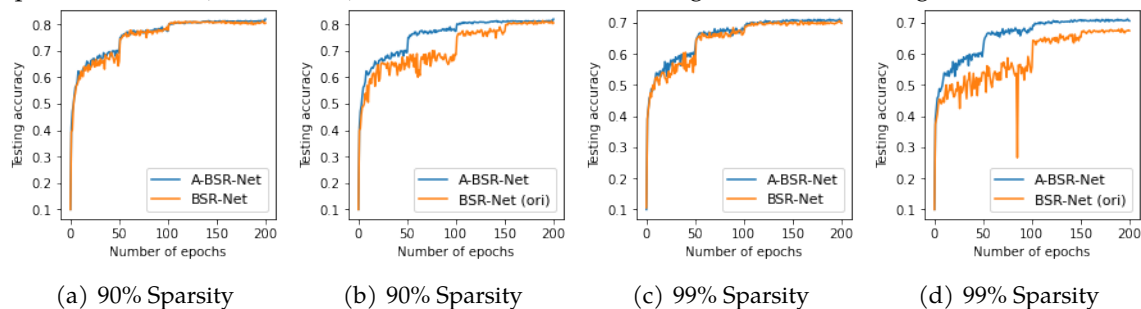 0.8 0.7 0.6 0.5 0.4 0.3 0.2 0.1
Testing accuracy
A-BSR-Net
BSR-Net
0 50 100 150 200
Number of epochs
(a) 90% Sparsity
0.8 0.7 0.6 0.5 0.4 0.3 0.2 0.1
Testing accuracy
A-BSR-Net
BSR-Net (ori)
0 50 100 150 200
Number of epochs
(b) 90% Sparsity
0.7 0.6 0.5 0.4 0.3 0.2 0.1
Testing accuracy
A-BSR-Net
BSR-Net
0 50 100 150 200
Number of epochs
(c) 99% Sparsity
0.7 0.6 0.5 0.4 0.3 0.2 0.1
Testing accuracy
A-BSR-Net
BSR-Net (ori)
0 50 100 150 200
Number of epochs
(d) 99% Sparsity